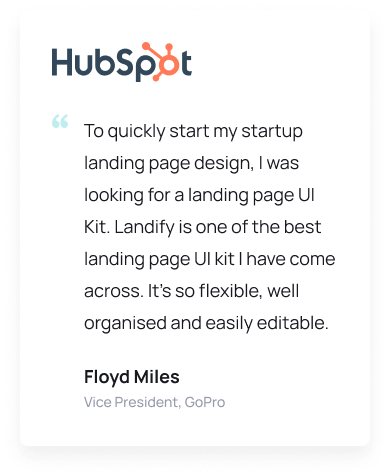 HubSpot
“
To quickly start my startup
landing page design, I was
looking for a landing page UI
Kit. Landify is one of the best
landing page UI kit I have come
across. It's so flexible, well
organised and easily editable.
Floyd Miles
Vice President, GoPro